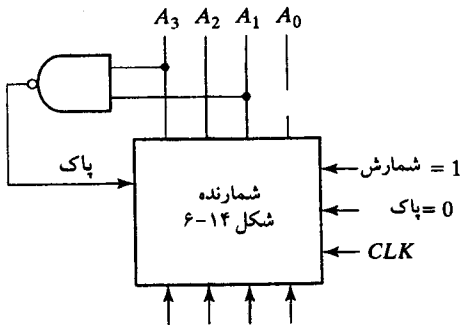 A3 A2 A1 A0
پاک
شمارش = 1
شمارنده
شکل ۱۴-۶
پاک = 0
CLK